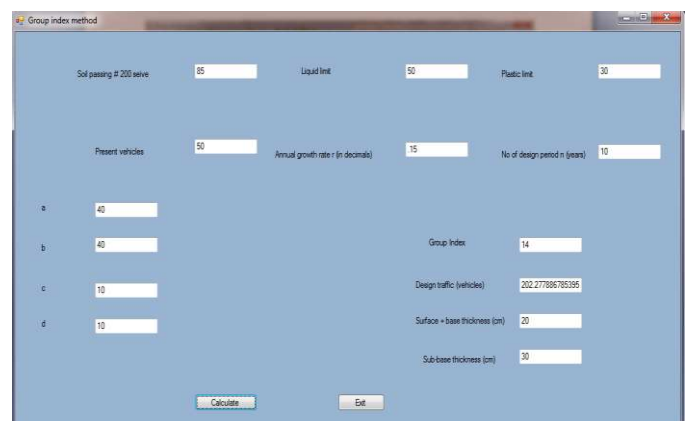 Group index method
Soil passing # 200 seive 85 Liquid limit 50 Plastic limit 30
Present vehicles 50 Annual growth rate r (in decimals) .15 No of design period n (years) 10
a 40
b 40 Group Index 14
c 10 Design traffic (vehicles) 202.277886785395
d 10 Surface + base thickness (cm) 20
Sub-base thickness (cm) 30
Calculate Exit